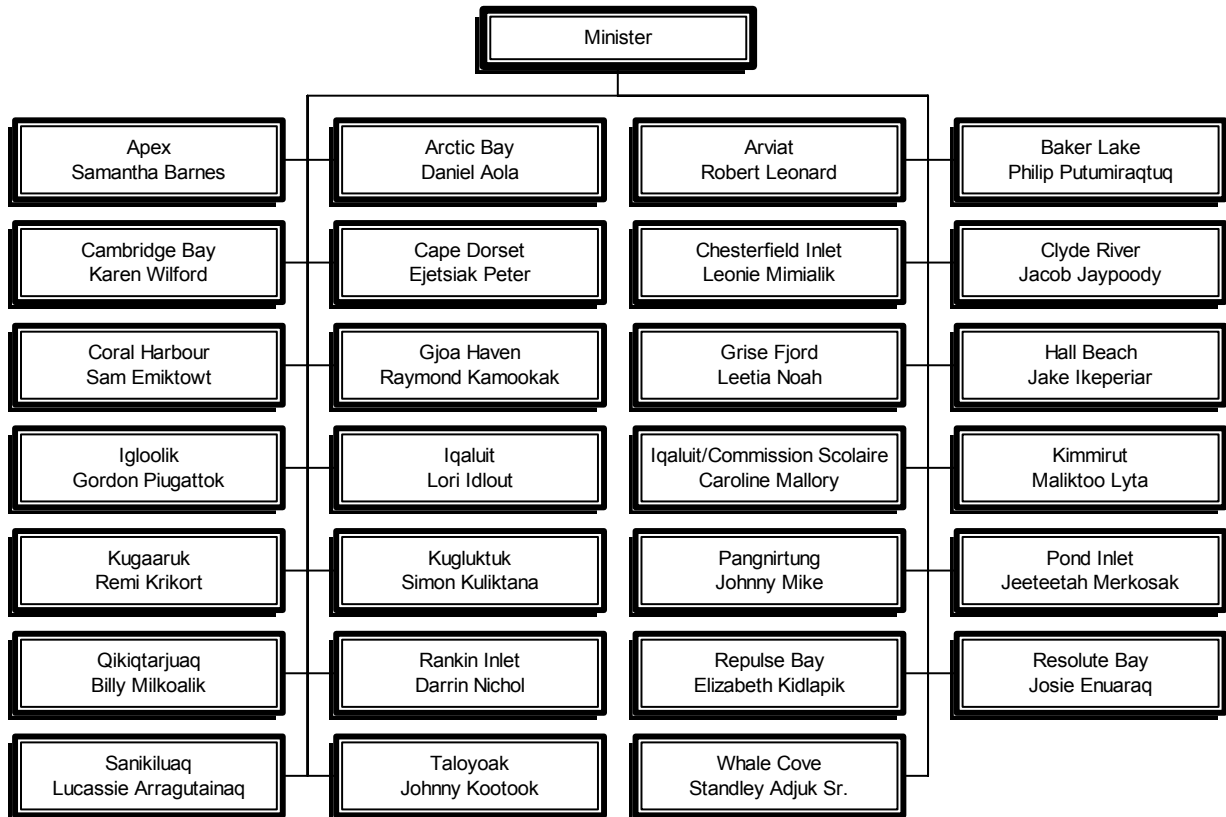 Minister
Apex
Samantha Barnes
Arctic Bay
Daniel Aola
Arviat
Robert Leonard
Baker Lake
Philip Putumiraqtuq
Cambridge Bay
Karen Wilford
Cape Dorset
Ejetsiak Peter
Chesterfield Inlet
Leonie Mimialik
Clyde River
Jacob Jaypoody
Coral Harbour
Sam Emiktowt
Gjoa Haven
Raymond Kamookak
Grise Fjord
Leetia Noah
Hall Beach
Jake Ikeperiar
Igloolik
Gordon Piugattok
Iqaluit
Lori Idlout
Iqaluit/Commission Scolaire
Caroline Mallory
Kimmirut
Maliktoo Lyta
Kugaaruk
Remi Krikort
Kugluktuk
Simon Kuliktana
Pangnirtung
Johnny Mike
Pond Inlet
Jeeteetah Merkosak
Qikiqtarjuaq
Billy Milkoalik
Rankin Inlet
Darrin Nichol
Repulse Bay
Elizabeth Kidlapik
Resolute Bay
Josie Enuaraq
Sanikiluaq
Lucassie Arragutainaq
Taloyoak
Johnny Kootook
Whale Cove
Standley Adjuk Sr.